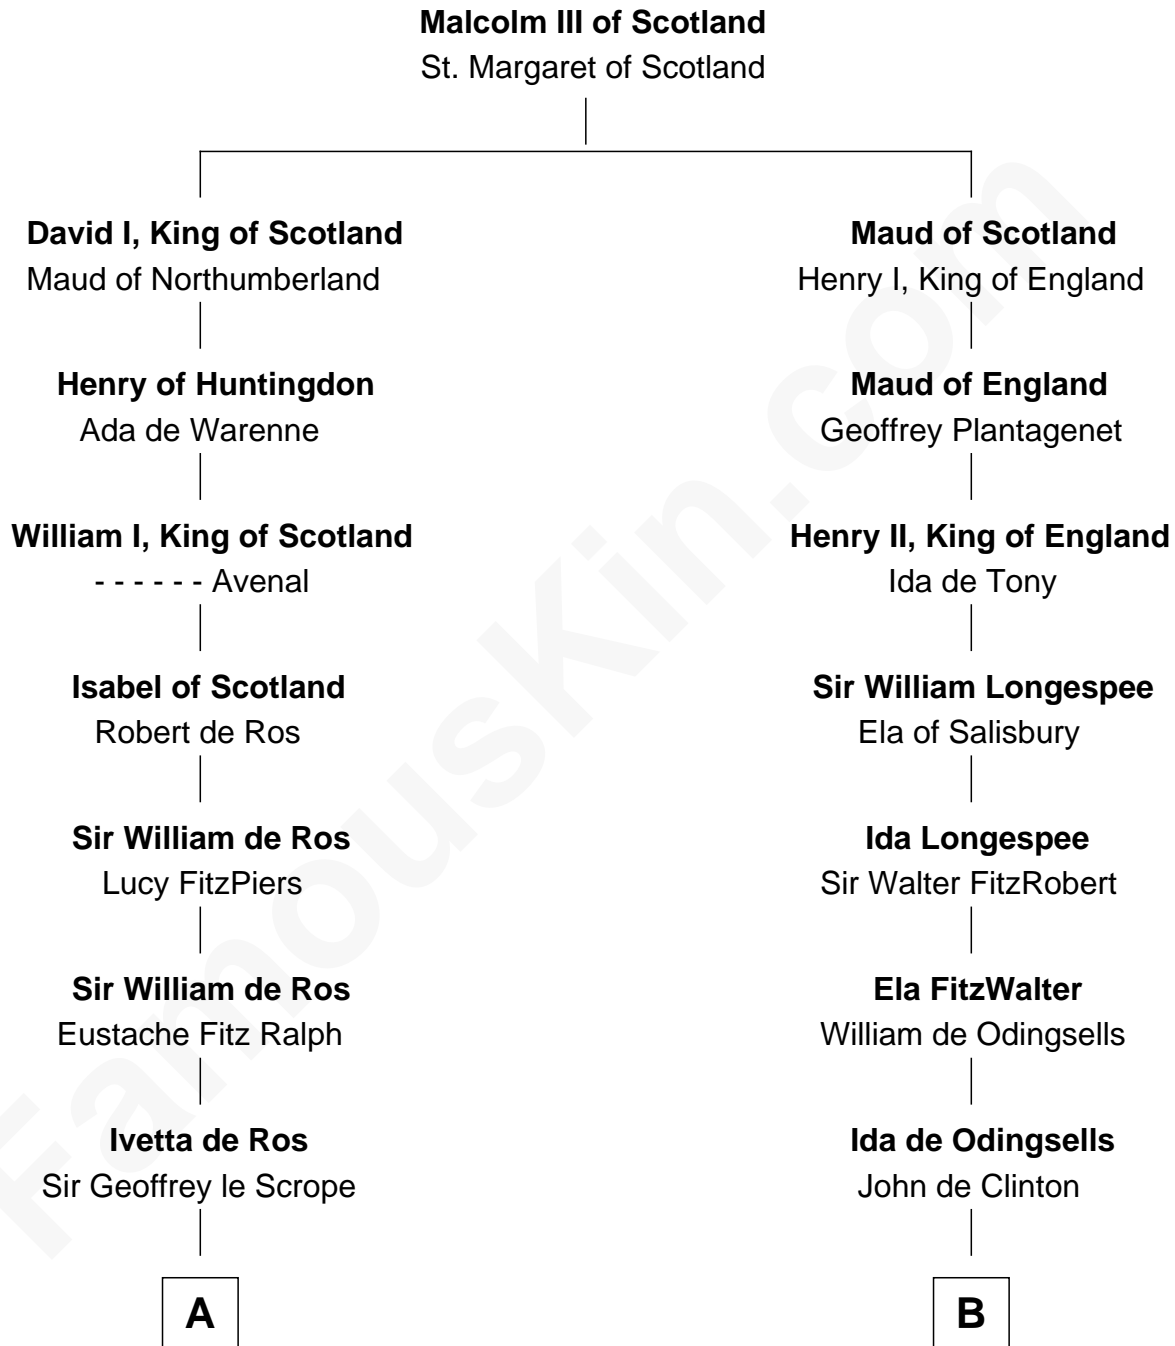 Malcolm III of Scotland
St. Margaret of Scotland
David I, King of Scotland
Maud of Northumberland
Maud of Scotland
Henry I, King of England
Henry of Huntingdon
Ada de Warenne
Maud of England
Geoffrey Plantagenet
William I, King of Scotland
- - - - - - Avenal
Henry II, King of England
Ida de Tony
Isabel of Scotland
Robert de Ros
Sir William Longespee
Ela of Salisbury
Sir William de Ros
Lucy FitzPiers
Ida Longespee
Sir Walter FitzRobert
Sir William de Ros
Eustache Fitz Ralph
Ela FitzWalter
William de Odingsells
Ivetta de Ros
Sir Geoffrey le Scrope
Ida de Odingsells
John de Clinton
A
B
FamousKin.com